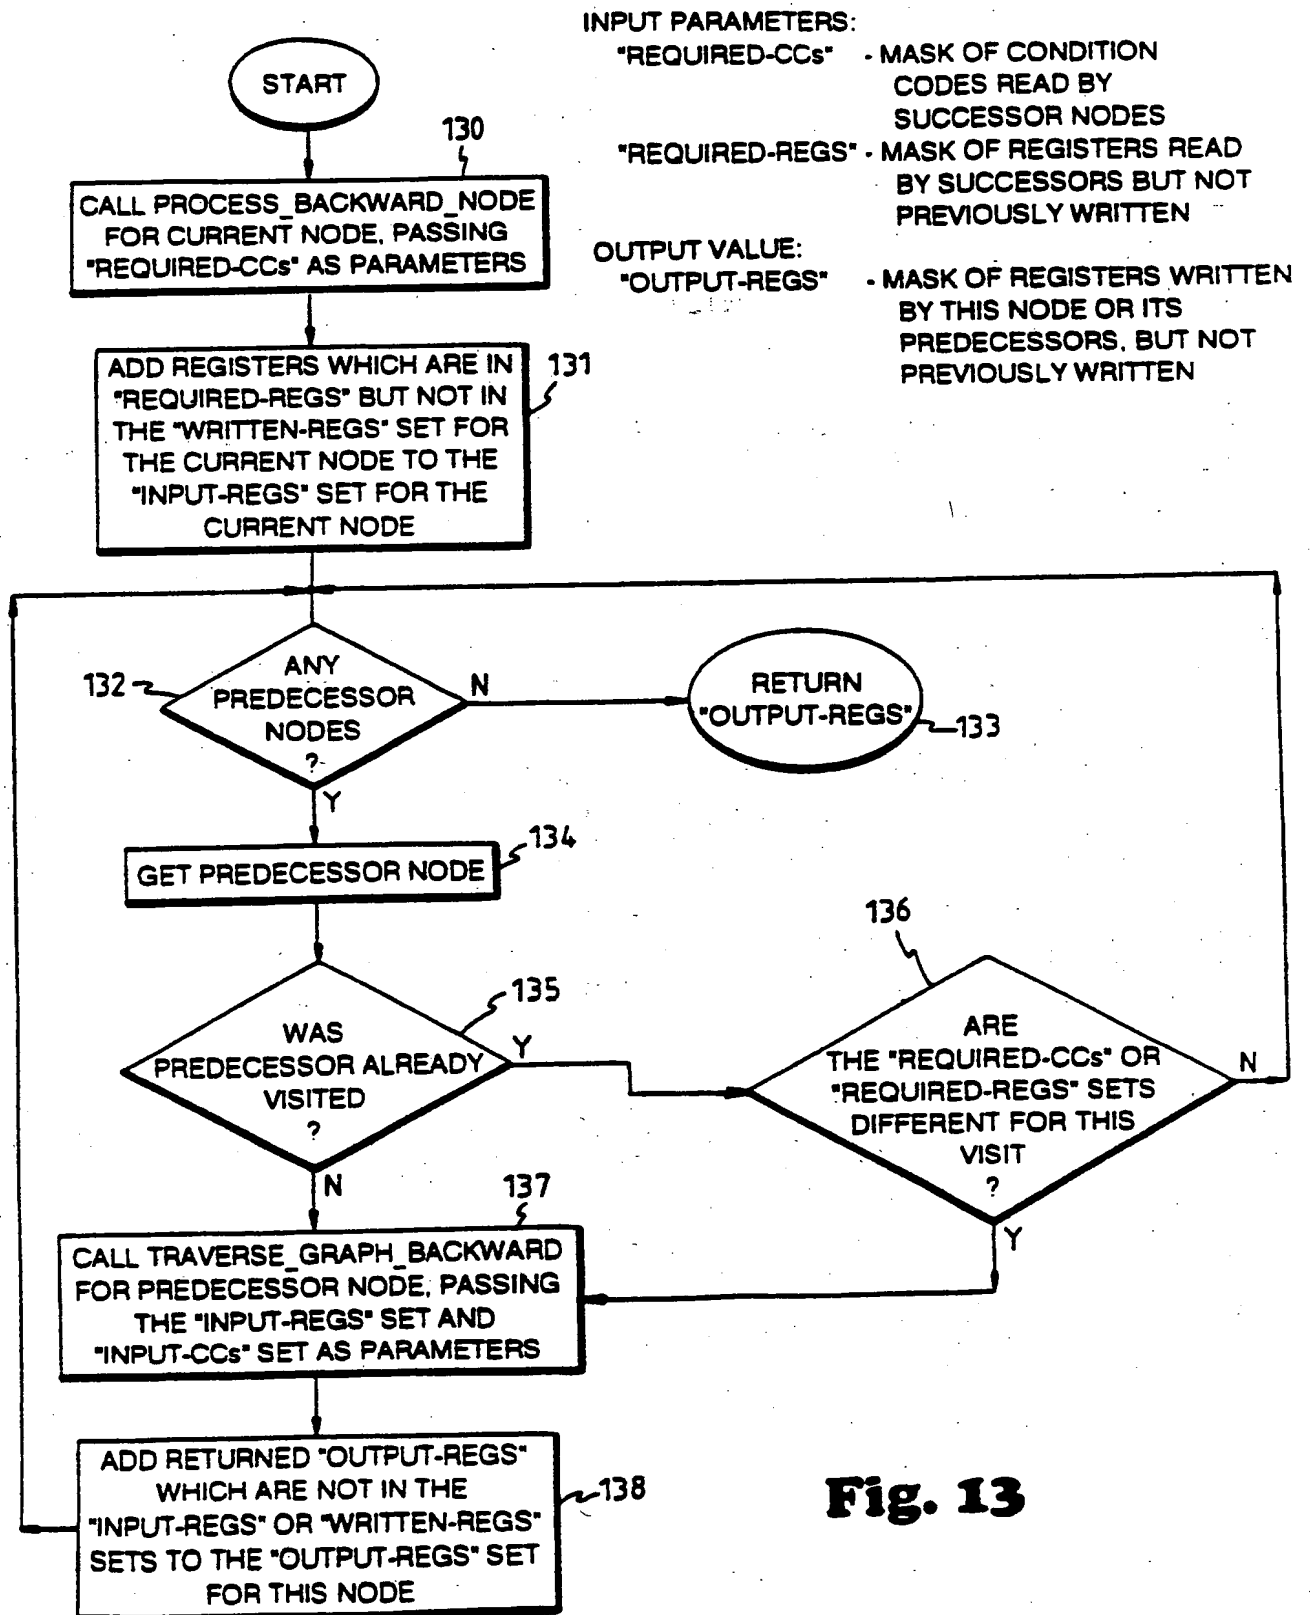 INPUT PARAMETERS:
"REQUIRED-CCs" - MASK OF CONDITION
CODES READ BY
SUCCESSOR NODES
"REQUIRED-REGS" - MASK OF REGISTERS READ
BY SUCCESSORS BUT NOT
PREVIOUSLY WRITTEN
OUTPUT VALUE:
"OUTPUT-REGS" - MASK OF REGISTERS WRITTEN
BY THIS NODE OR ITS
PREDECESSORS, BUT NOT
PREVIOUSLY WRITTEN
START
130
CALL PROCESS_BACKWARD_NODE
FOR CURRENT NODE, PASSING
"REQUIRED-CCs" AS PARAMETERS
131
ADD REGISTERS WHICH ARE IN
"REQUIRED-REGS" BUT NOT IN
THE "WRITTEN-REGS" SET FOR
THE CURRENT NODE TO THE
"INPUT-REGS" SET FOR THE
CURRENT NODE
132
ANY
PREDECESSOR
NODES
?
N
RETURN
"OUTPUT-REGS"
133
Y
134
GET PREDECESSOR NODE
135
WAS
PREDECESSOR ALREADY
VISITED
?
Y
136
ARE
THE "REQUIRED-CCs" OR
"REQUIRED-REGS" SETS
DIFFERENT FOR THIS
VISIT
?
N
Y
N
137
CALL TRAVERSE_GRAPH_BACKWARD
FOR PREDECESSOR NODE, PASSING
THE "INPUT-REGS" SET AND
"INPUT-CCs" SET AS PARAMETERS
138
ADD RETURNED "OUTPUT-REGS"
WHICH ARE NOT IN THE
"INPUT-REGS" OR "WRITTEN-REGS"
SETS TO THE "OUTPUT-REGS" SET
FOR THIS NODE
Fig. 13